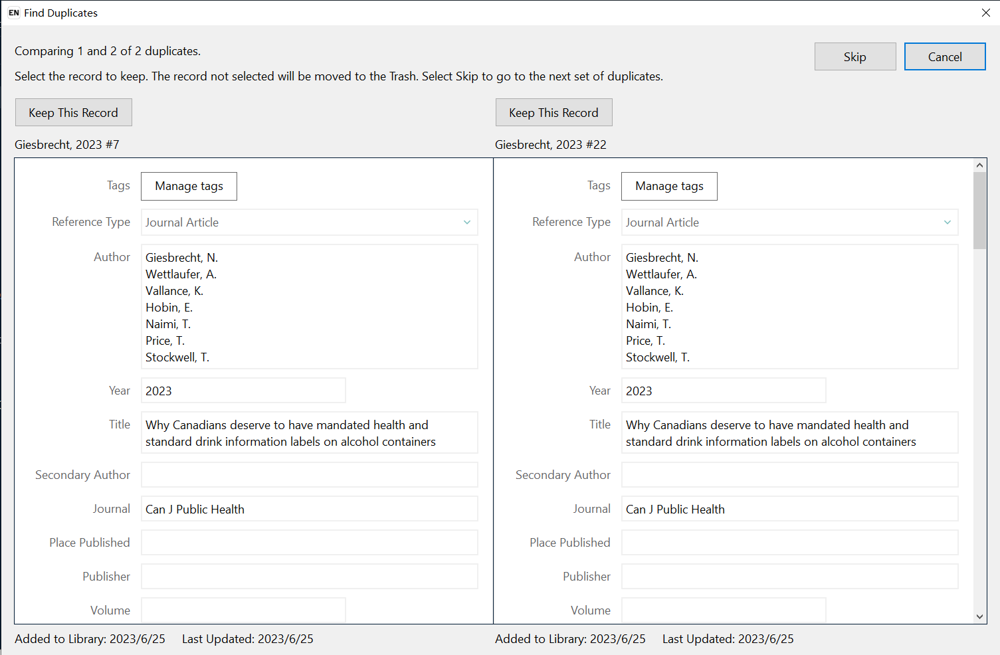 EN Find Duplicates
Comparing 1 and 2 of 2 duplicates.
Skip
Cancel
Select the record to keep. The record not selected will be moved to the Trash. Select Skip to go to the next set of duplicates.
Keep This Record
Giesbrecht, 2023 #7
Tags
Manage tags
Reference Type
Journal Article
Author
Giesbrecht, N.
Wettlaufer, A.
Vallance, K.
Hobin, E.
Naimi, T.
Price, T.
Stockwell, T.
Year
2023
Title
Why Canadians deserve to have mandated health and
standard drink information labels on alcohol containers
Secondary Author
Journal
Can J Public Health
Place Published
Publisher
Volume
Added to Library: 2023/6/25 Last Updated: 2023/6/25
Keep This Record
Giesbrecht, 2023 #22
Tags
Manage tags
Reference Type
Journal Article
Author
Giesbrecht, N.
Wettlaufer, A.
Vallance, K.
Hobin, E.
Naimi, T.
Price, T.
Stockwell, T.
Year
2023
Title
Why Canadians deserve to have mandated health and
standard drink information labels on alcohol containers
Secondary Author
Journal
Can J Public Health
Place Published
Publisher
Volume
Added to Library: 2023/6/25 Last Updated: 2023/6/25